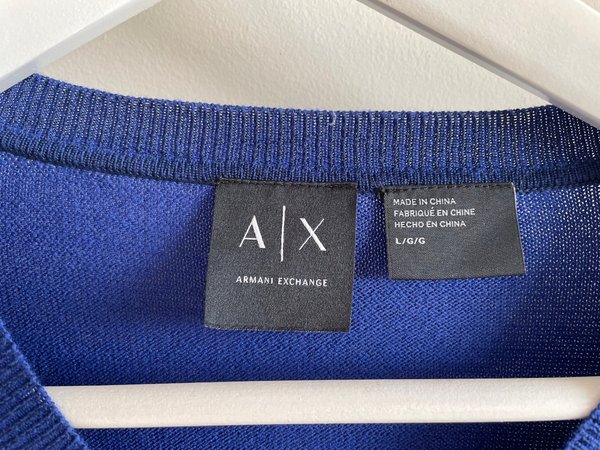 A|X
ARMANI EXCHANGE
MADE IN CHINA
FABRIQUÉ EN CHINE
HECHO EN CHINA
L/G/G